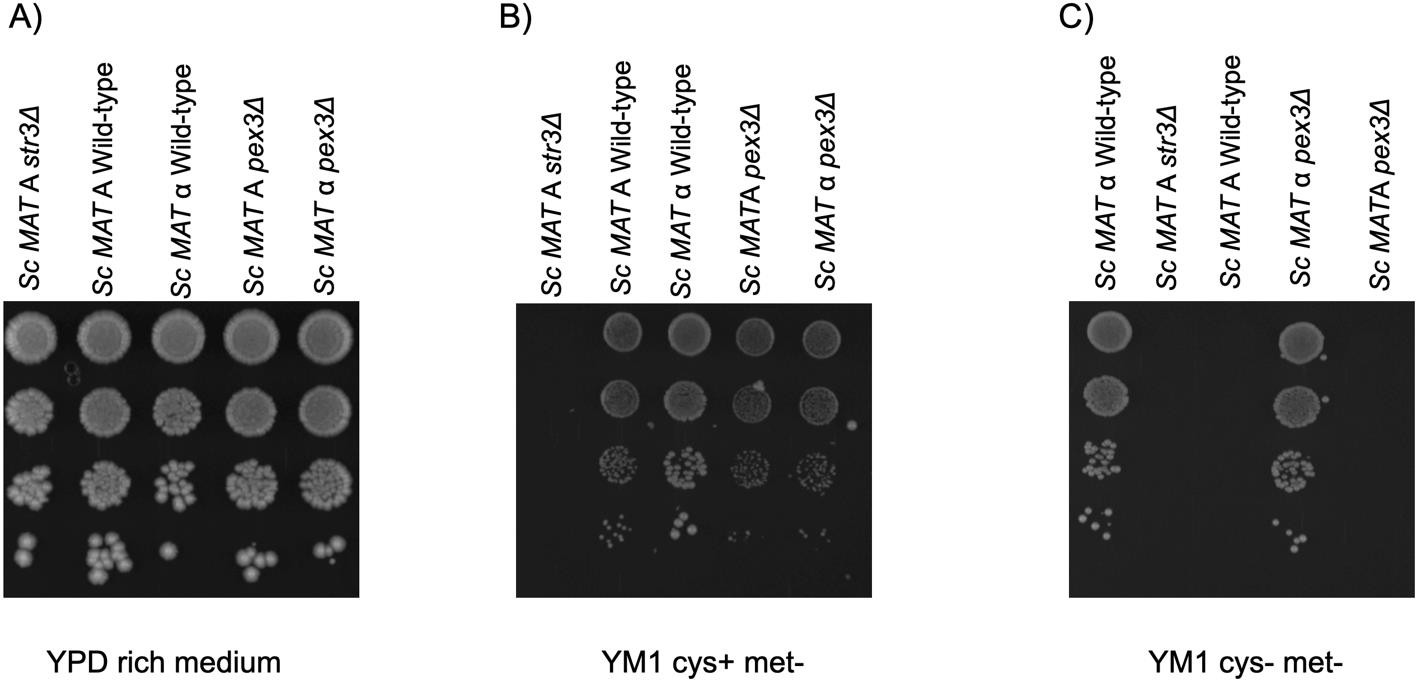 A)
Sc MAT A str3Δ
Sc MAT A Wild-type
Sc MAT α Wild-type
Sc MAT A pex3Δ
Sc MAT α pex3Δ
YPD rich medium
B)
Sc MAT A str3Δ
Sc MAT A Wild-type
Sc MAT α Wild-type
Sc MATA pex3Δ
Sc MAT α pex3Δ
YM1 cys+ met-
C)
Sc MAT α Wild-type
Sc MAT A str3Δ
Sc MAT A Wild-type
Sc MAT α pex3Δ
Sc MATA pex3Δ
YM1 cys- met-